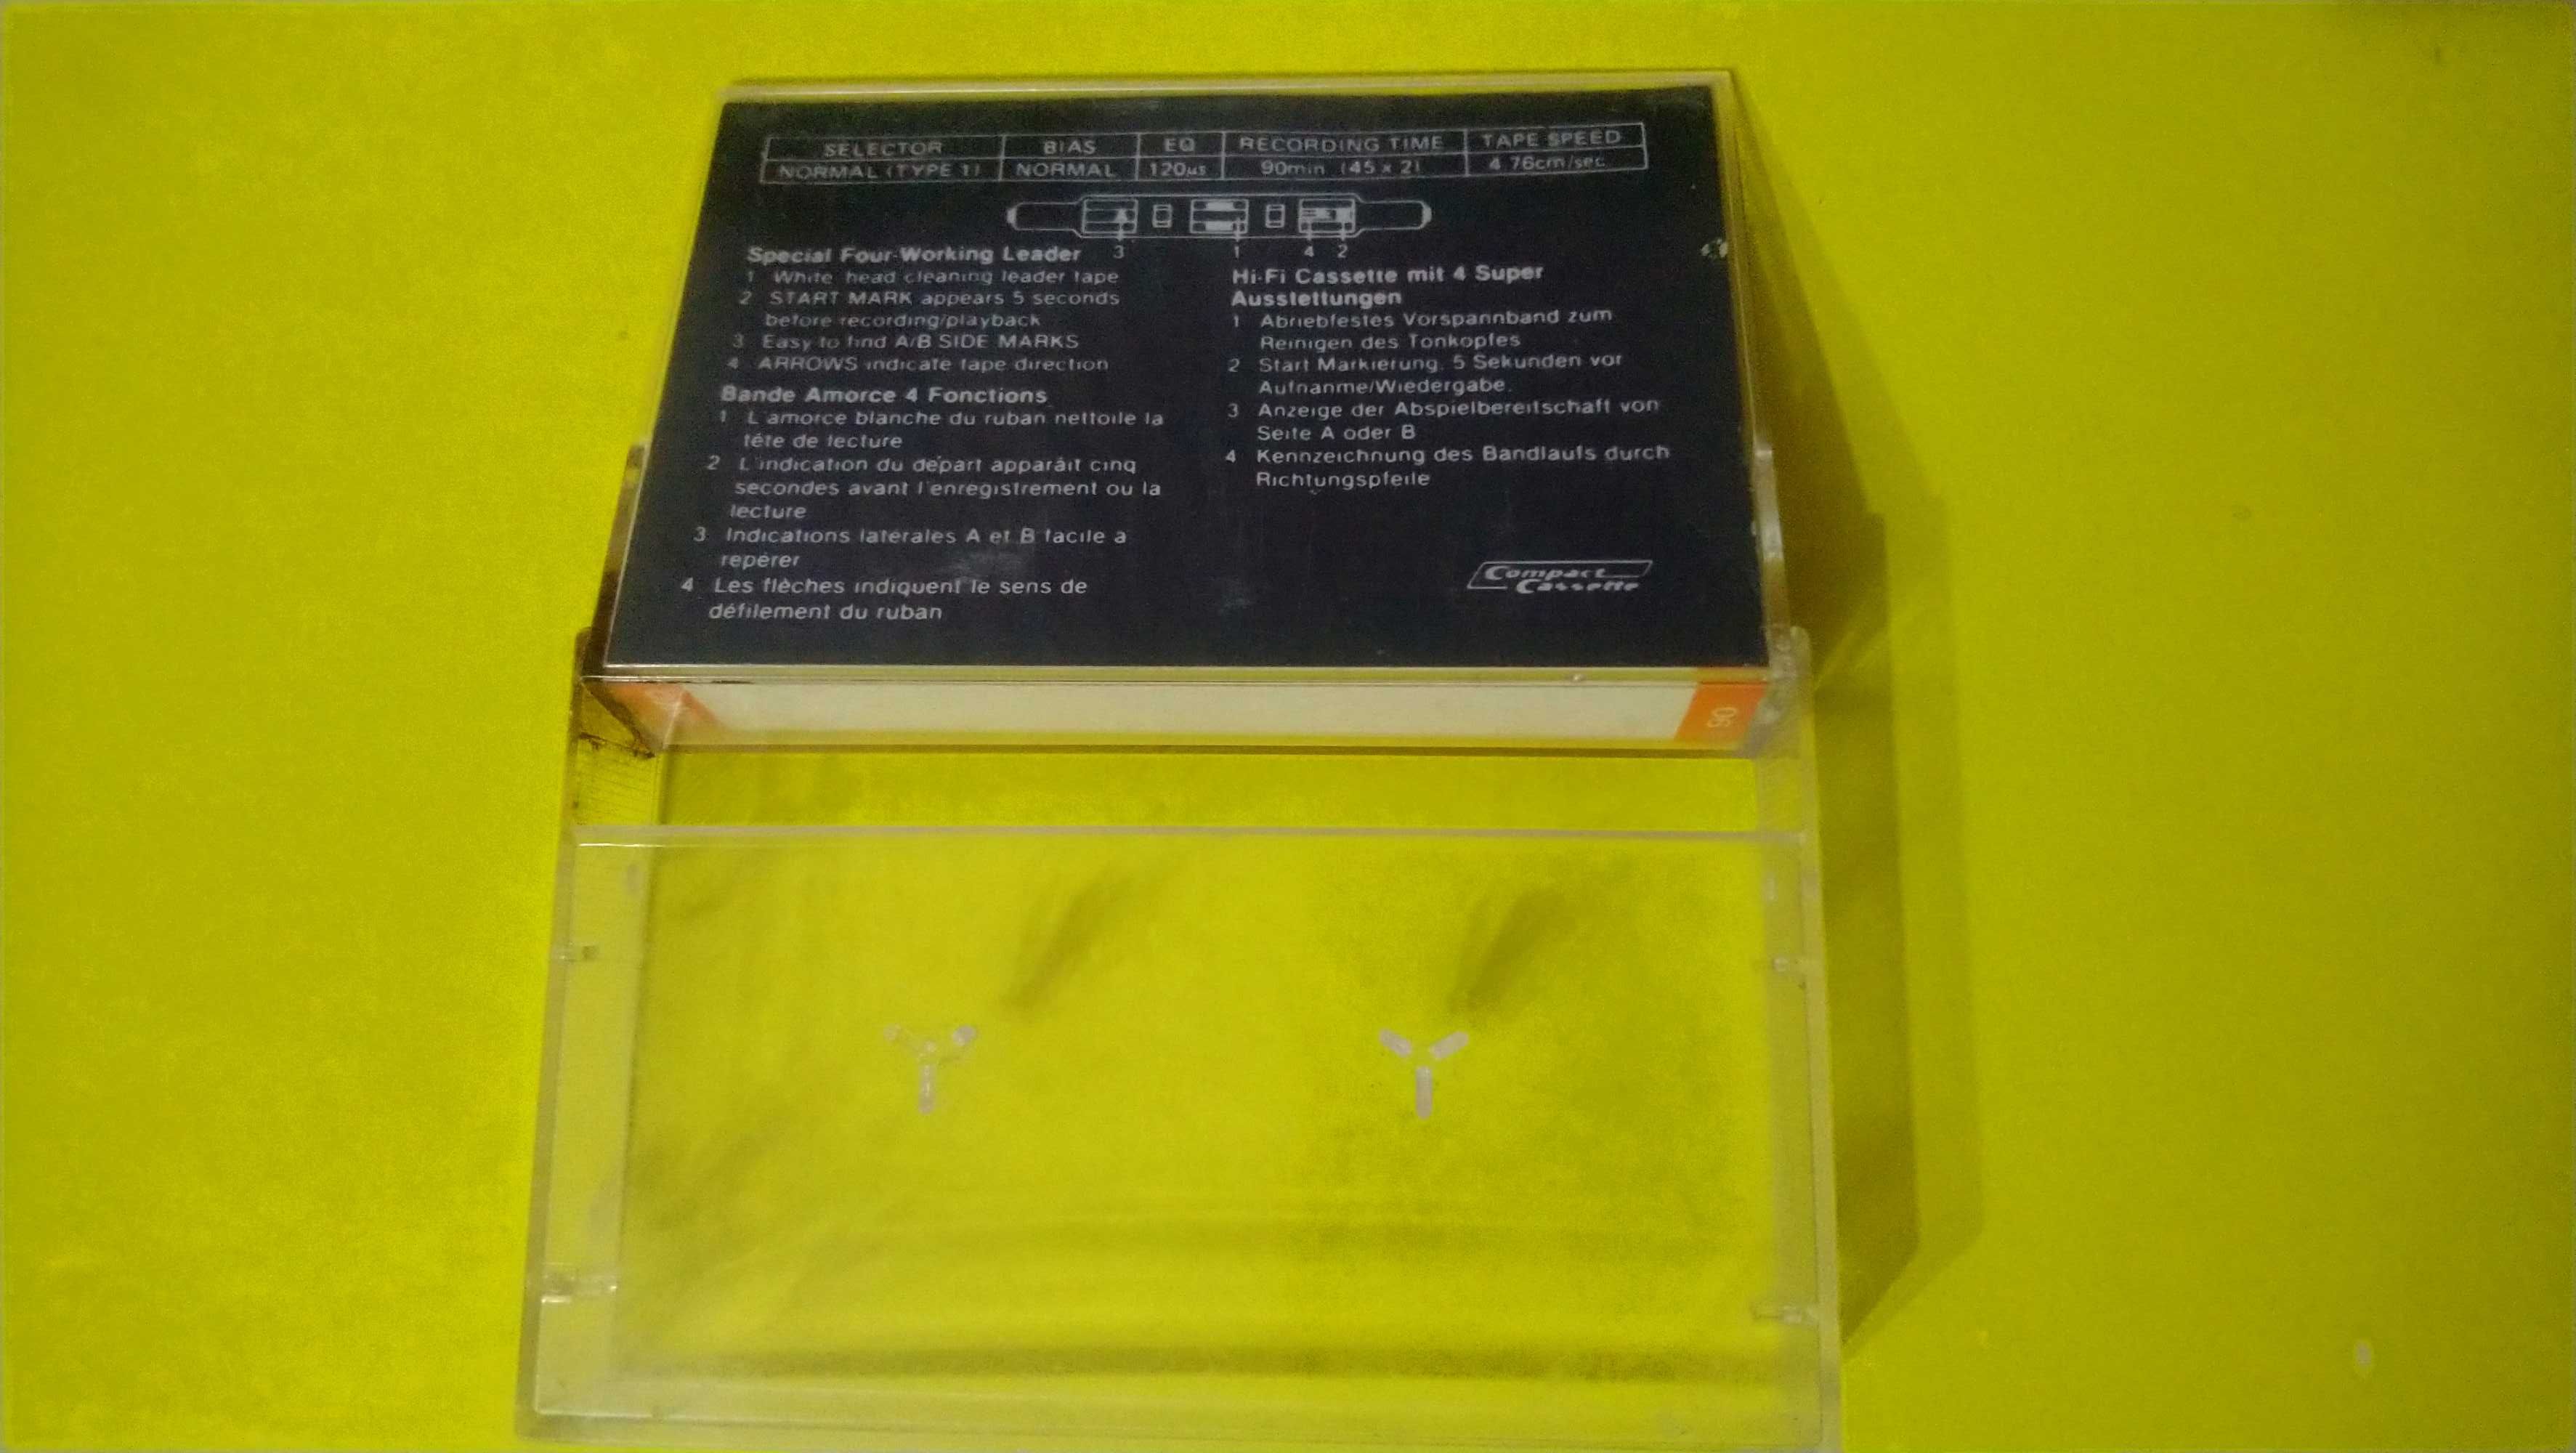 SELECTOR BIAS EQ RECORDING TIME TAPE SPEED
NORMAL (TYPE 1) NORMAL 120µs 90min (45 x 2) 4.76cm/sec
3 1 4 2
Special Four-Working Leader
1 White head cleaning leader tape
2 START MARK appears 5 seconds
before recording/playback
3 Easy to find A/B SIDE MARKS
4 ARROWS indicate tape direction
Bande Amorce 4 Fonctions
1 L'amorce blanche du ruban nettoile la
tête de lecture
2 L'indication du départ apparâit cinq
secondes avant l'enregistrement ou la
lecture
3 Indications latérales A et B facile a
repérer
4 Les flèches indiquent le sens de
défilement du ruban
Hi-Fi Cassette mit 4 Super
Ausstettungen
1 Abriebfestes Vorspannband zum
Reinigen des Tonkopfes
2 Start Markierung, 5 Sekunden vor
Aufnanme/Wiedergabe.
3 Anzeige der Abspielbereitschaft von
Seite A oder B
4 Kennzeichnung des Bandlaufs durch
Richtungspfeile
Compact
Cassette
90